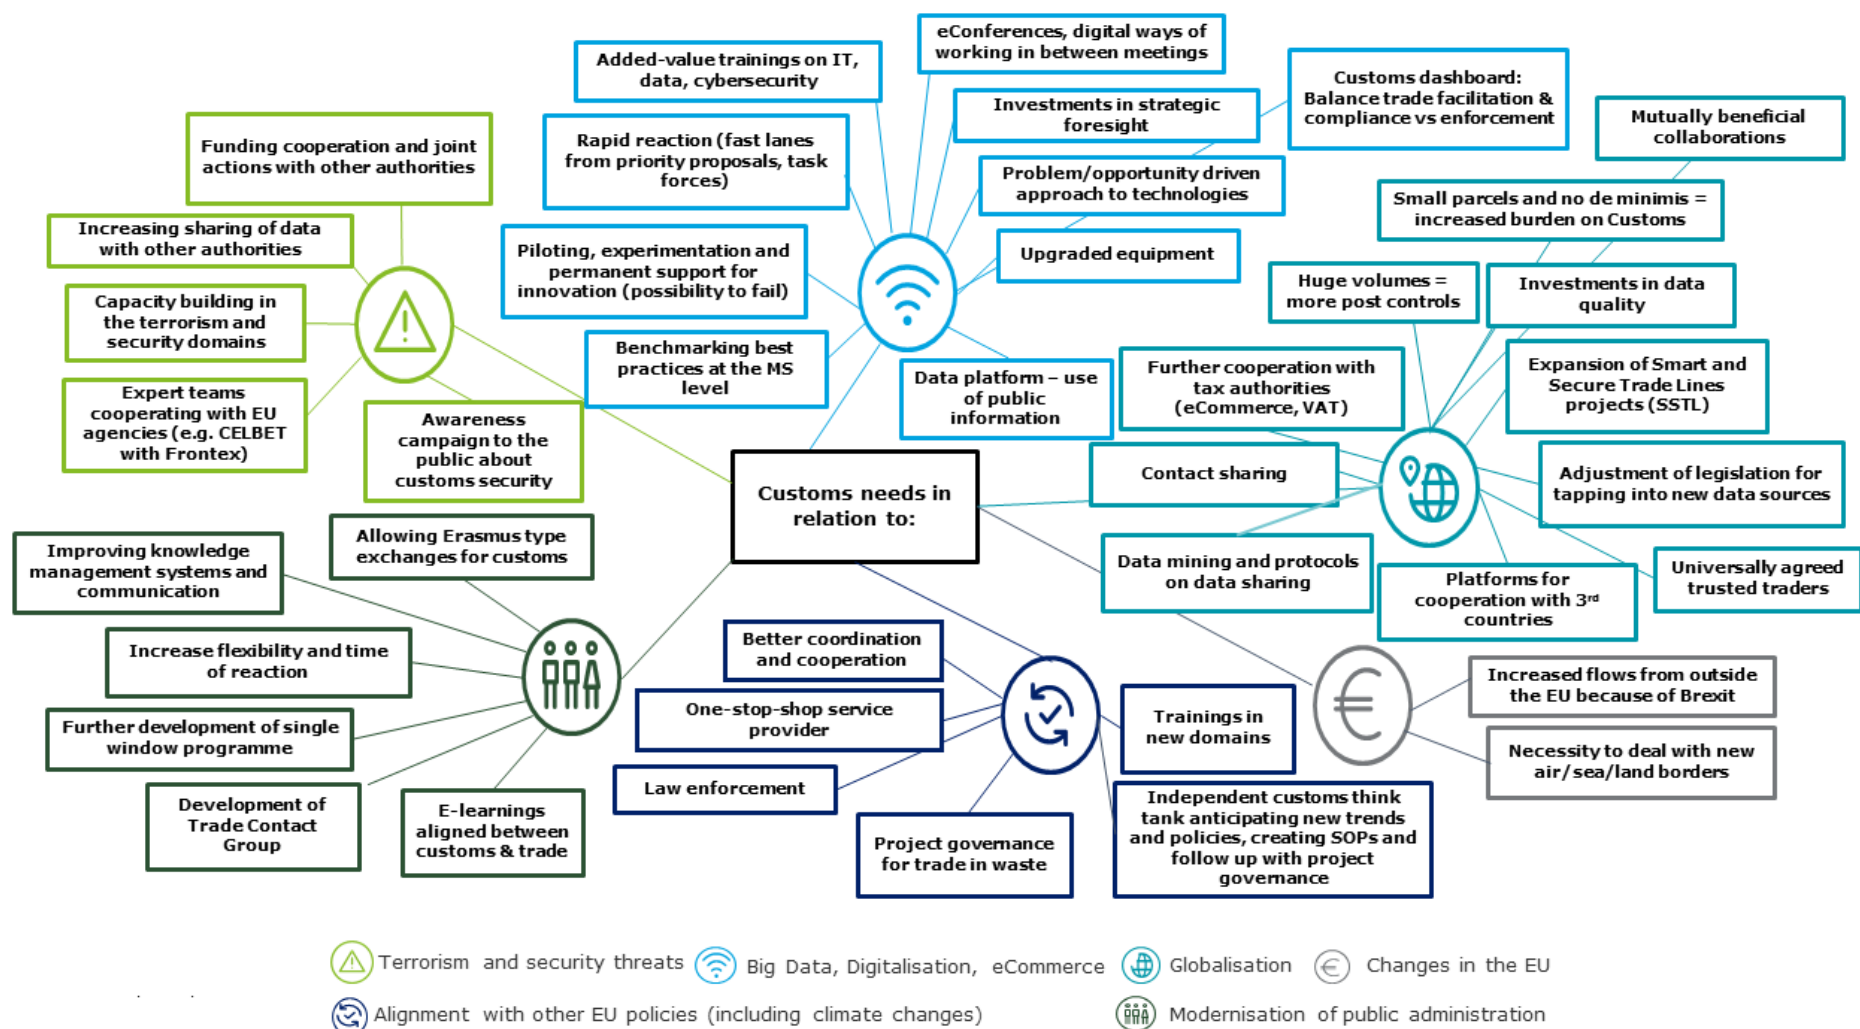 eConferences, digital ways of
working in between meetings
Added-value trainings on IT,
data, cybersecurity
Customs dashboard:
Balance trade facilitation &
compliance vs enforcement
Investments in strategic
foresight
Mutually beneficial
collaborations
Funding cooperation and joint
actions with other authorities
Rapid reaction (fast lanes
from priority proposals, task
forces)
Problem/opportunity driven
approach to technologies
Small parcels and no de minimis =
increased burden on Customs
Increasing sharing of data
with other authorities
Piloting, experimentation and
permanent support for
innovation (possibility to fail)
Upgraded equipment
Huge volumes =
more post controls
Investments in data
quality
Capacity building in
the terrorism and
security domains
Benchmarking best
practices at the MS
level
Data platform – use
of public
information
Further cooperation with
tax authorities
(eCommerce, VAT)
Expansion of Smart and
Secure Trade Lines
projects (SSTL)
Expert teams
cooperating with EU
agencies (e.g. CELBET
with Frontex)
Awareness
campaign to the
public about
customs security
Customs needs in
relation to:
Contact sharing
Adjustment of legislation for
tapping into new data sources
Allowing Erasmus type
exchanges for customs
Improving knowledge
management systems and
communication
Data mining and protocols
on data sharing
Platforms for
cooperation with 3rd
countries
Universally agreed
trusted traders
Increase flexibility and time
of reaction
Better coordination
and cooperation
Increased flows from outside
the EU because of Brexit
Further development of single
window programme
One-stop-shop service
provider
Trainings in
new domains
Necessity to deal with new
air/sea/land borders
Law enforcement
Development of
Trade Contact
Group
E-learnings
aligned between
customs & trade
Project governance
for trade in waste
Independent customs think
tank anticipating new trends
and policies, creating SOPs and
follow up with project
governance
Terrorism and security threats
Big Data, Digitalisation, eCommerce
Globalisation
Changes in the EU
Alignment with other EU policies (including climate changes)
Modernisation of public administration